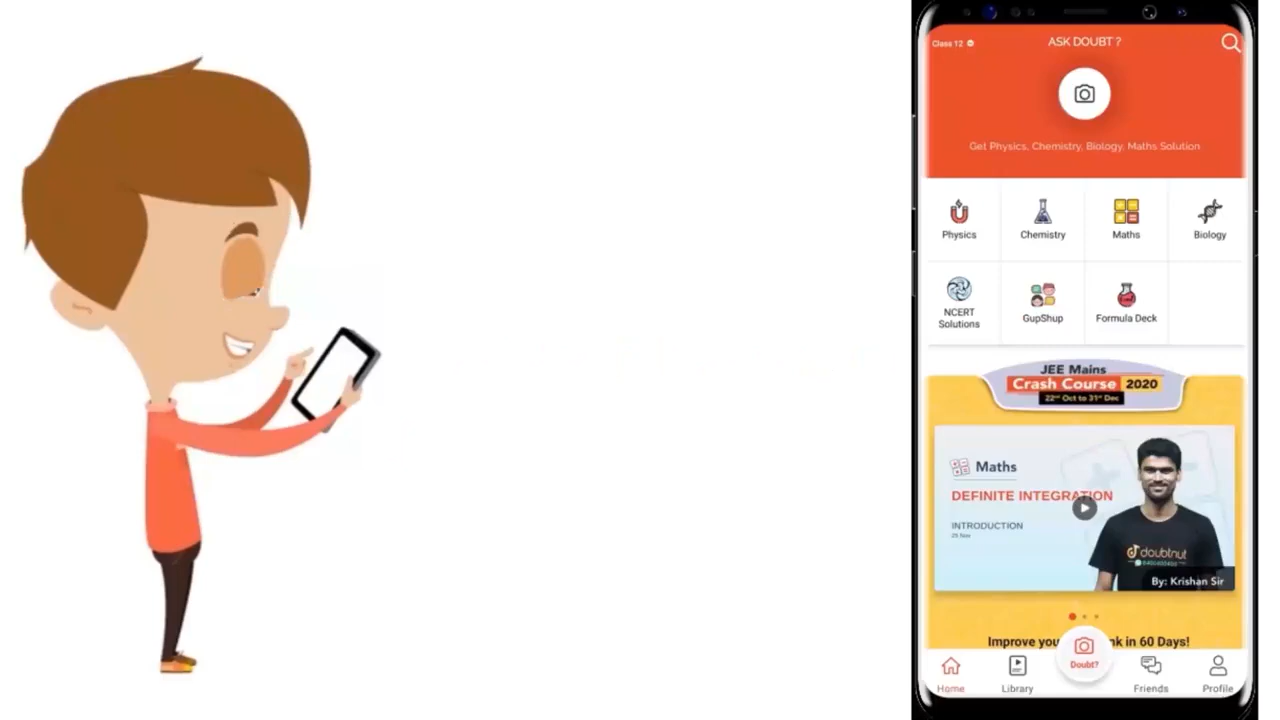 Class 12
ASK DOUBT ?
Get Physics, Chemistry, Biology, Maths Solution
Physics
Chemistry
Maths
Biology
NCERT
Solutions
GupShup
Formula Deck
JEE Mains
Crash Course 2020
22nd Oct to 31st Dec
Maths
DEFINITE INTEGRATION
INTRODUCTION
doubtnut
By: Krishan Sir
Improve you nk in 60 Days!
Doubt?
Home
Library
Friends
Profile